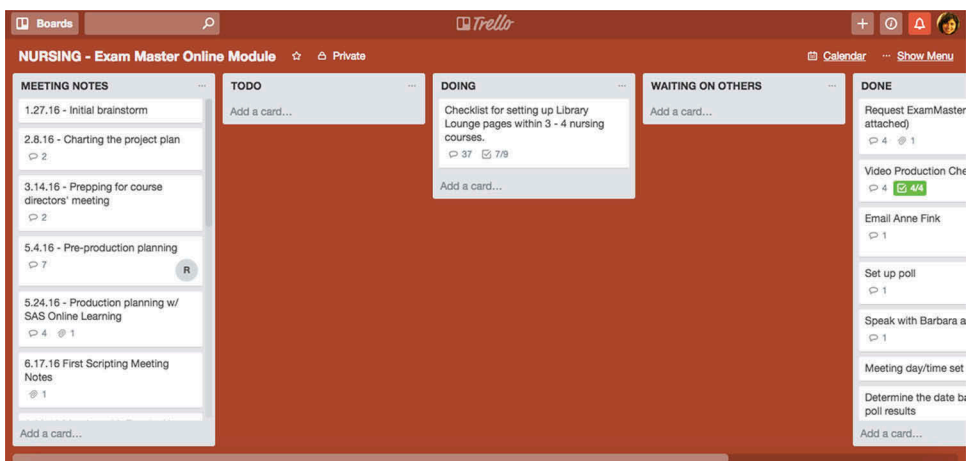 Boards
Trello
NURSING - Exam Master Online Module
Private
Calendar
... Show Menu
MEETING NOTES
...
1.27.16 - Initial brainstorm
2.8.16 - Charting the project plan
2
3.14.16 - Prepping for course
directors' meeting
2
5.4.16 - Pre-production planning
7
R
5.24.16 - Production planning w/
SAS Online Learning
4 1
6.17.16 First Scripting Meeting
Notes
1
Add a card...
TODO
...
Add a card...
DOING
...
Checklist for setting up Library
Lounge pages within 3 - 4 nursing
courses.
37 7/9
Add a card...
WAITING ON OTHERS
...
Add a card...
DONE
Request ExamMaster
attached)
4 1
Video Production Che
4 4/4
Email Anne Fink
1
Set up poll
1
Speak with Barbara a
1
Meeting day/time set
Determine the date ba
poll results
Add a card...